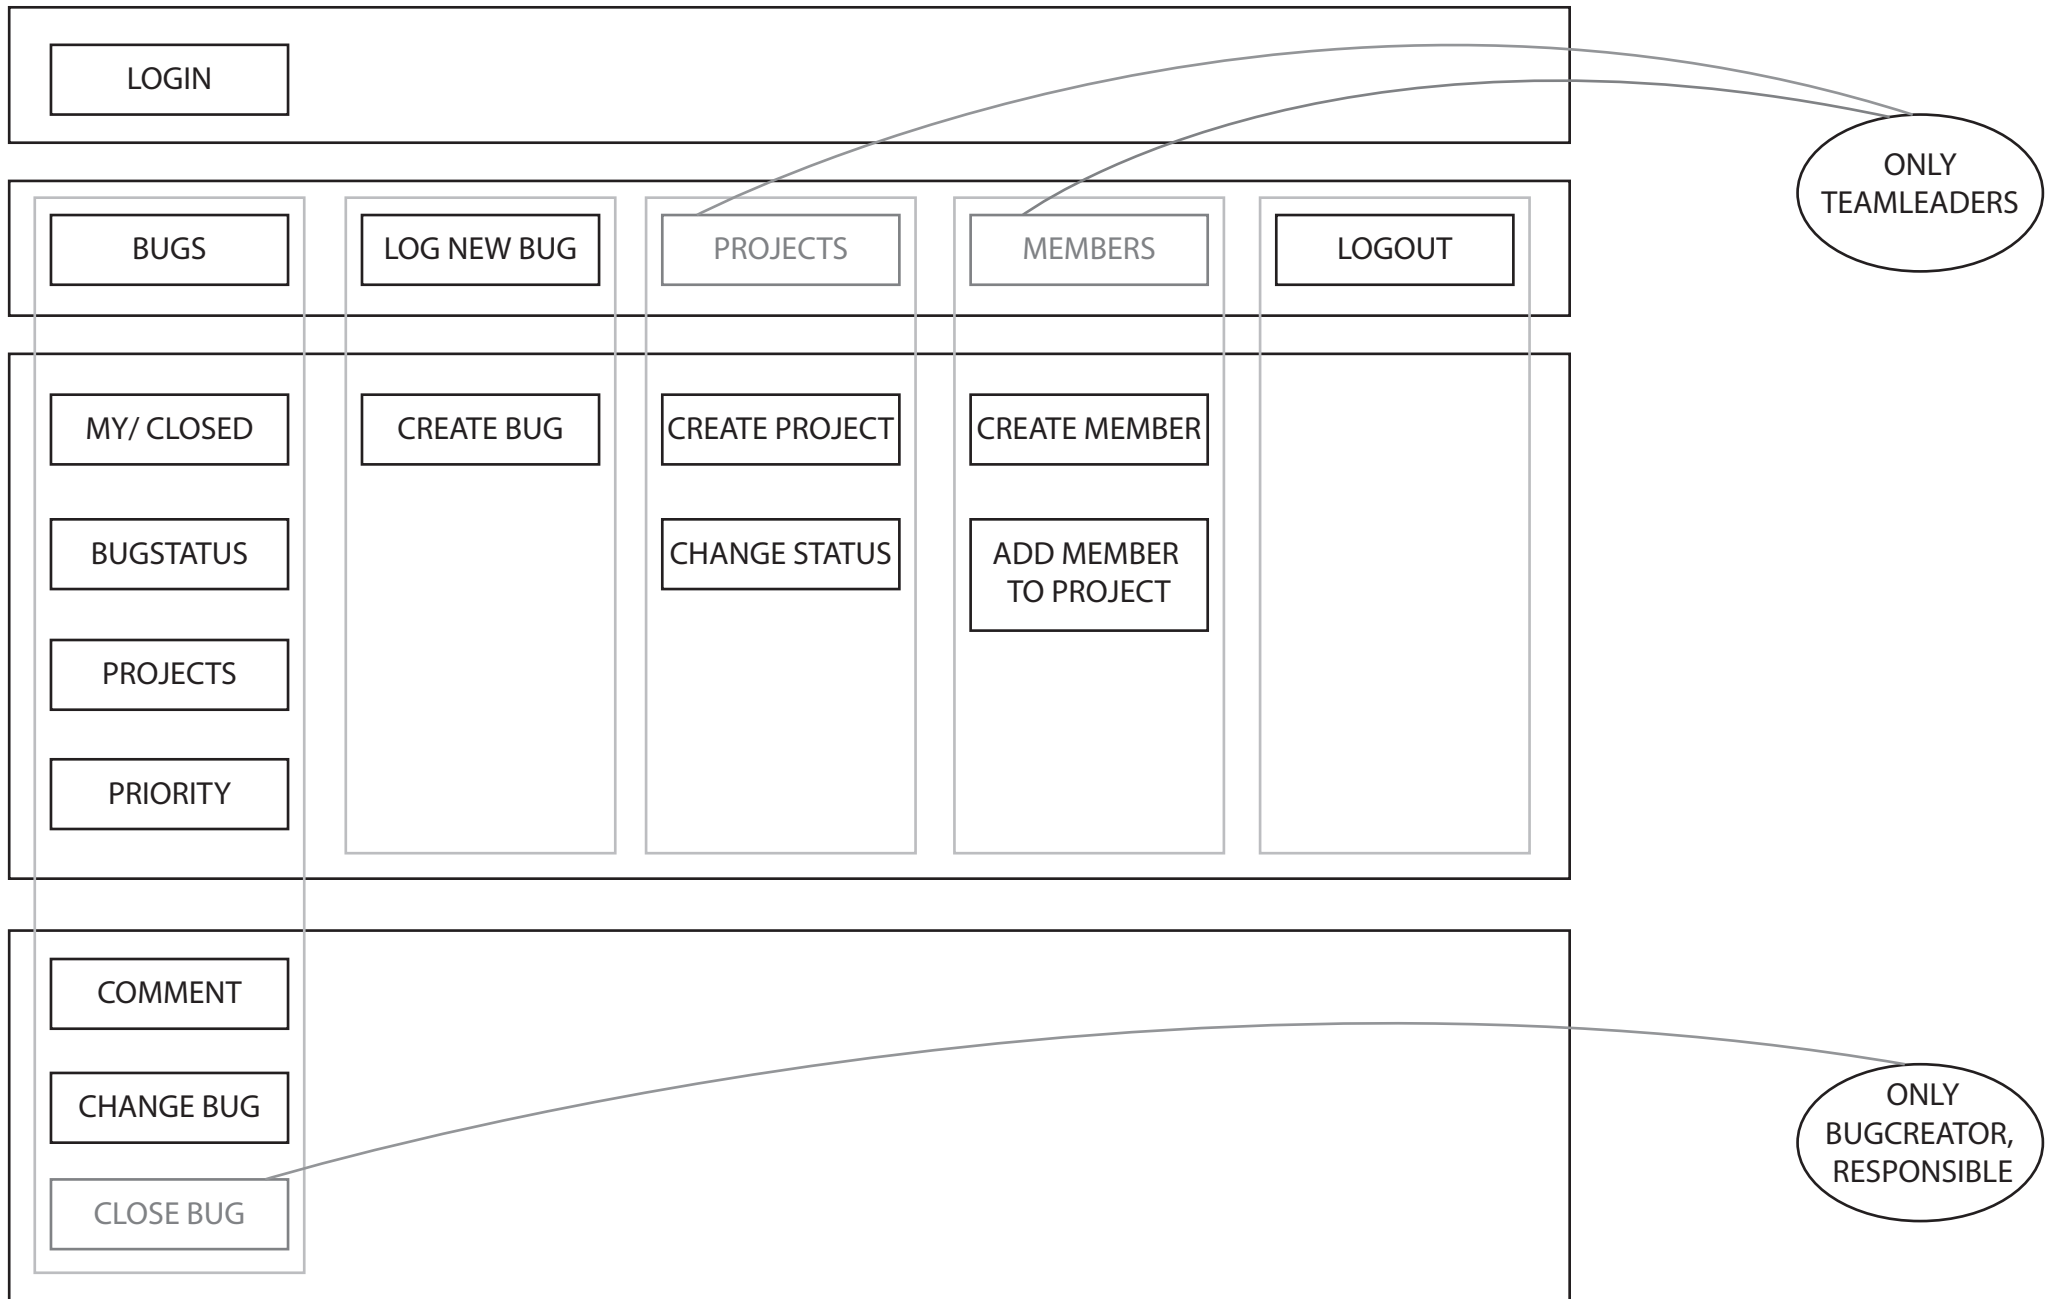 LOGIN
ONLY
TEAMLEADERS
BUGS
LOG NEW BUG
PROJECTS
MEMBERS
LOGOUT
MY/ CLOSED
CREATE BUG
CREATE PROJECT
CREATE MEMBER
BUGSTATUS
CHANGE STATUS
ADD MEMBER
TO PROJECT
PROJECTS
PRIORITY
COMMENT
CHANGE BUG
CLOSE BUG
ONLY
BUGCREATOR,
RESPONSIBLE